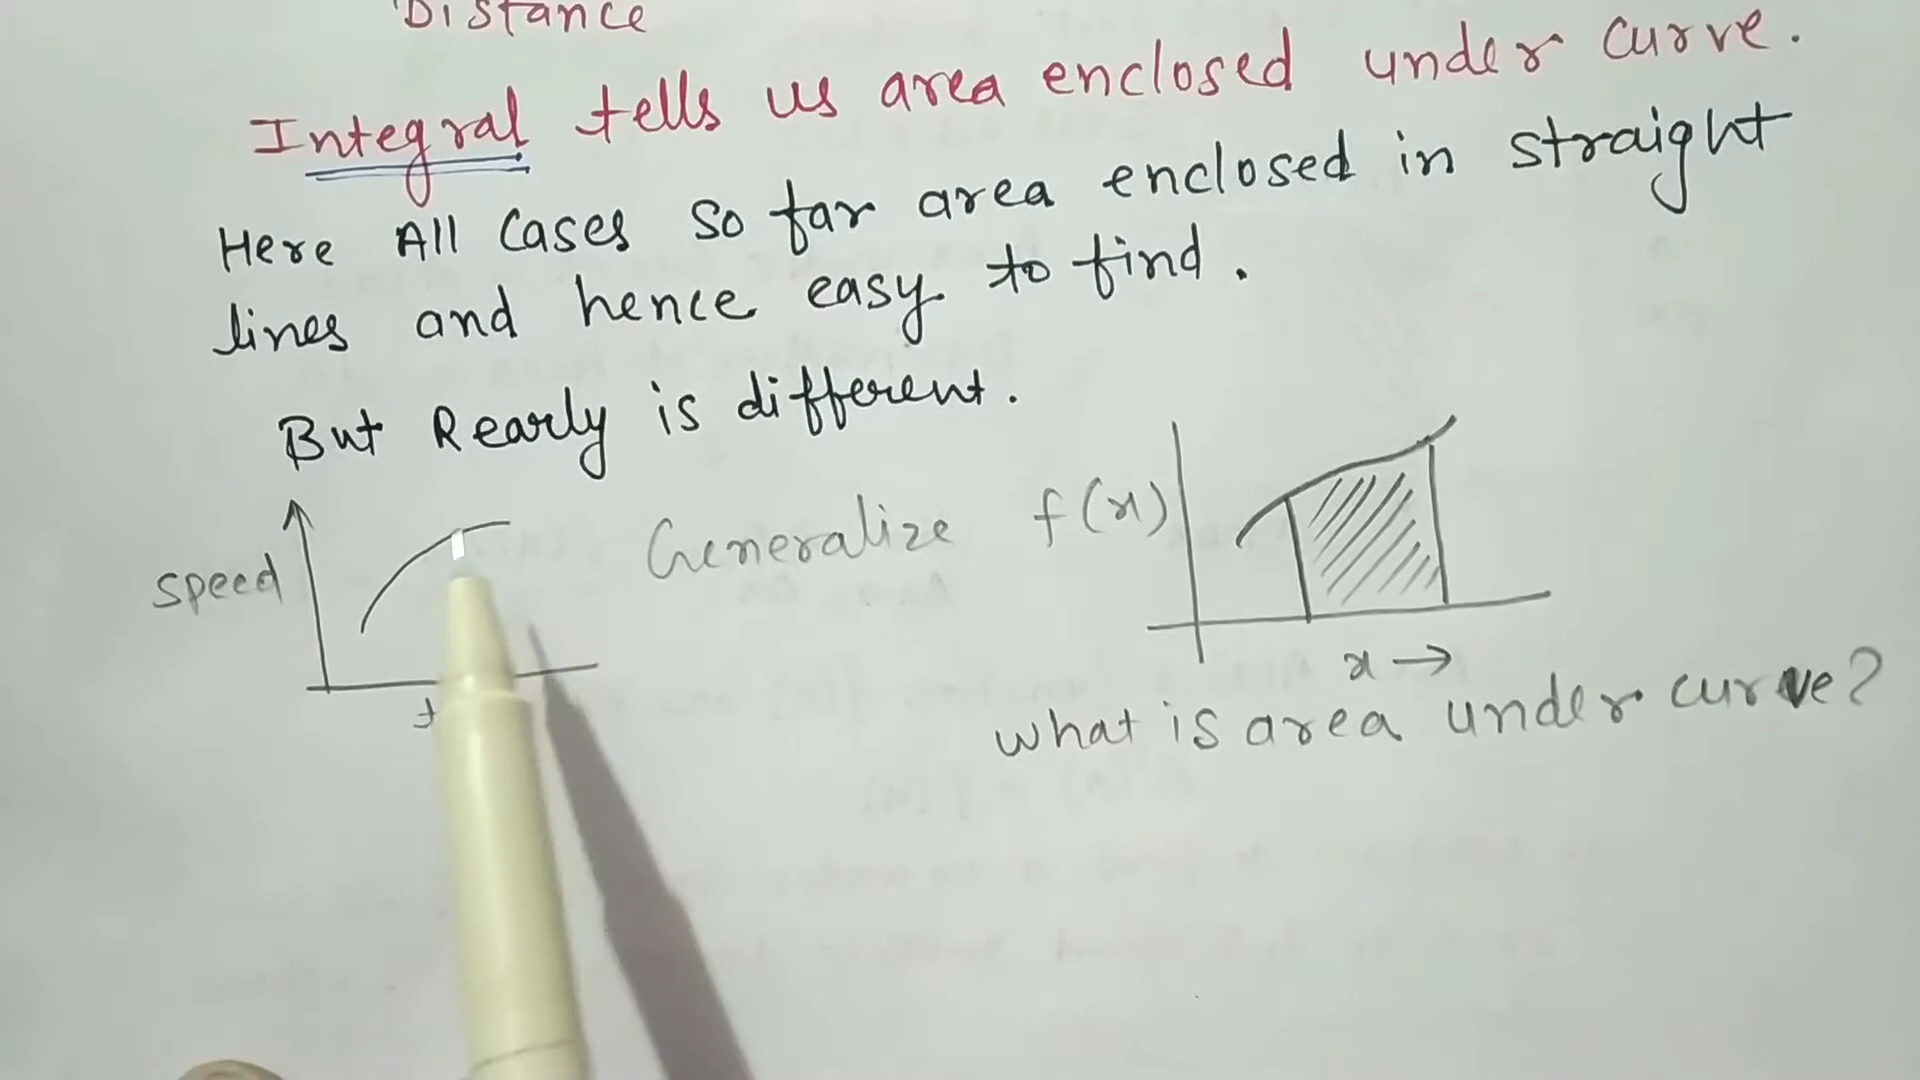 Distance
Integral tells us area enclosed under curve.
Here All Cases so far area enclosed in straight
lines and hence easy to find.
But Rearly is different.
speed
t
Generalize
f(x)
x →
what is area under curve?